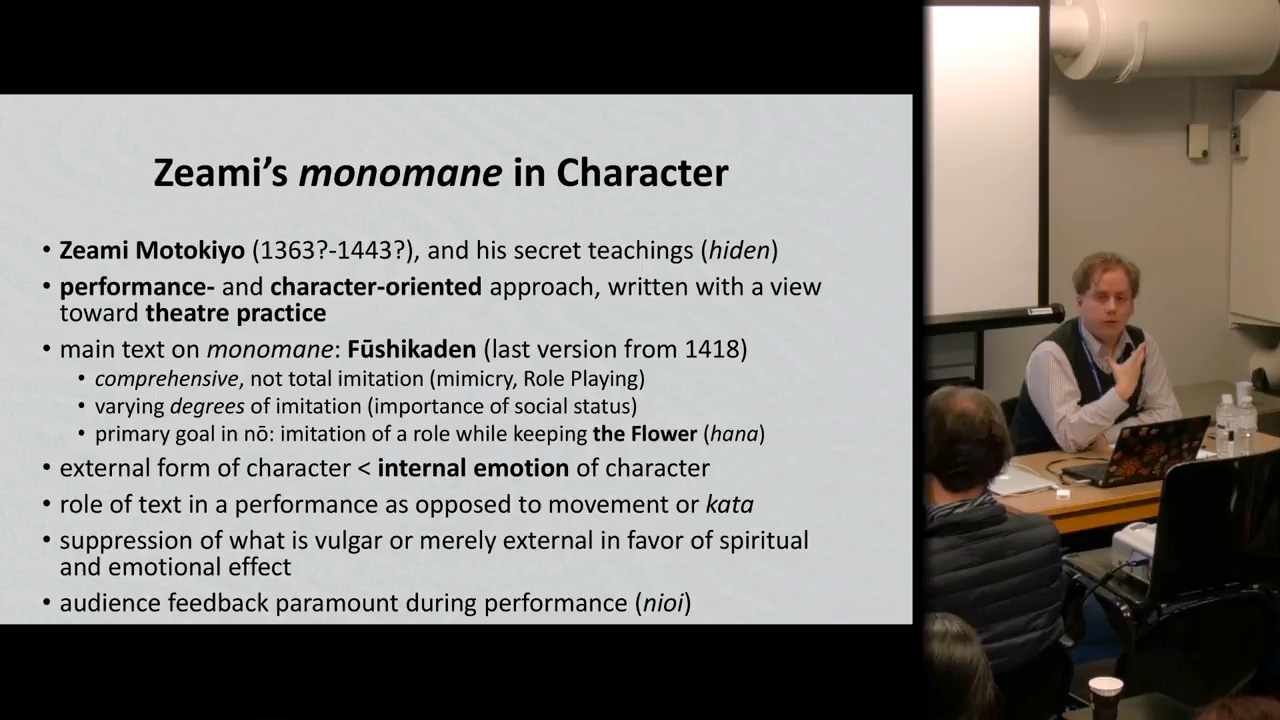 Zeami’s monomane in Character
• Zeami Motokiyo (1363?-1443?), and his secret teachings (hiden)
• performance- and character-oriented approach, written with a view
toward theatre practice
• main text on monomane: Fūshikaden (last version from 1418)
• comprehensive, not total imitation (mimicry, Role Playing)
• varying degrees of imitation (importance of social status)
• primary goal in nō: imitation of a role while keeping the Flower (hana)
• external form of character < internal emotion of character
• role of text in a performance as opposed to movement or kata
• suppression of what is vulgar or merely external in favor of spiritual
and emotional effect
• audience feedback paramount during performance (nioi)